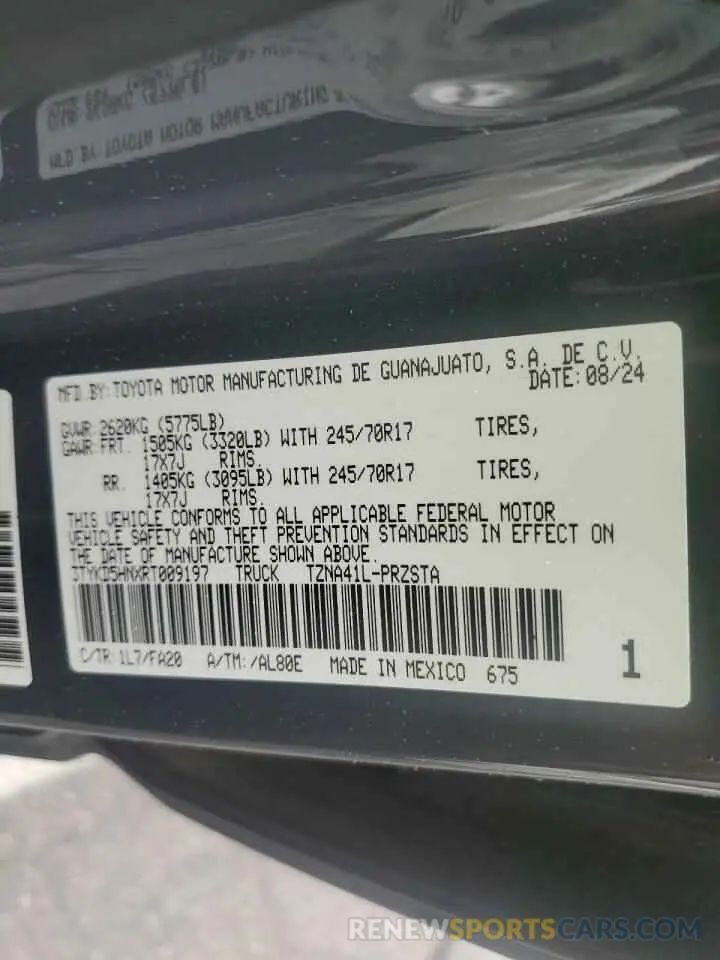 MFD.BY:TOYOTA MOTOR MANUFACTURING DE GUANAJUATO, S.A. DE C.V.
DATE:08/24
GVWR:2620KG (5775LB)
GAWR:FRT. 1505KG (3320LB) WITH 245/70R17 TIRES,
17X7J RIMS.
RR. 1405KG (3095LB) WITH 245/70R17 TIRES,
17X7J RIMS.
THIS VEHICLE CONFORMS TO ALL APPLICABLE FEDERAL MOTOR
VEHICLE SAFETY AND THEFT PREVENTION STANDARDS IN EFFECT ON
THE DATE OF MANUFACTURE SHOWN ABOVE.
3TYKD5HNXRT009197 TRUCK TZNA41L-PRZSTA
C/TR:1L7/FA20 A/TM:/AL80E MADE IN MEXICO 675
1
RENEWSPORTSCARS.COM